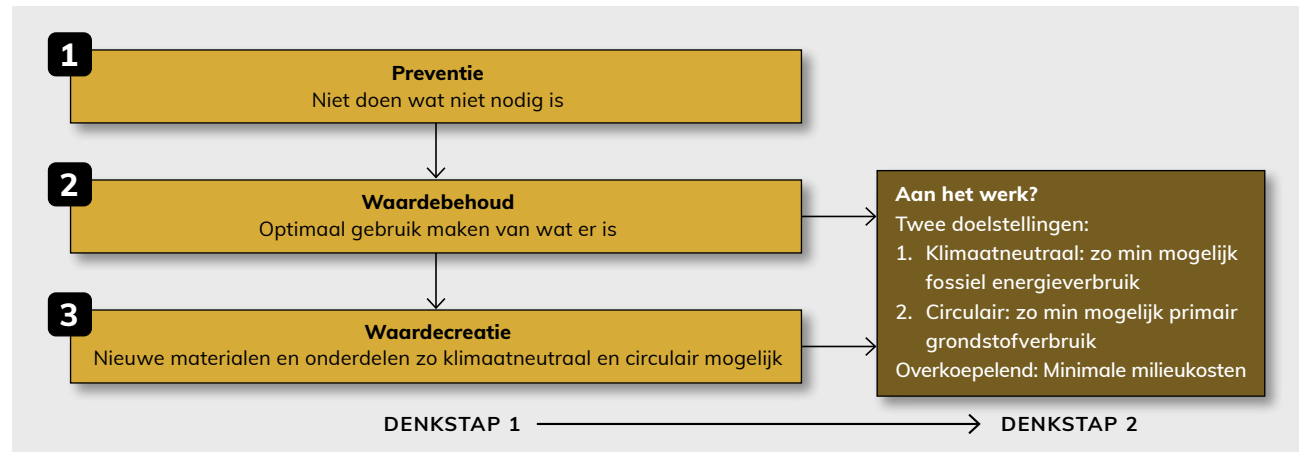 1
Preventie
Niet doen wat niet nodig is
2
Waardebehoud
Optimaal gebruik maken van wat er is
3
Waardecreatie
Nieuwe materialen en onderdelen zo klimaatneutraal en circulair mogelijk
Aan het werk?
Twee doelstellingen:
1. Klimaatneutraal: zo min mogelijk
fossiel energieverbruik
2. Circulair: zo min mogelijk primair
grondstofverbruik
Overkoepelend: Minimale milieukosten
DENKSTAP 1
DENKSTAP 2